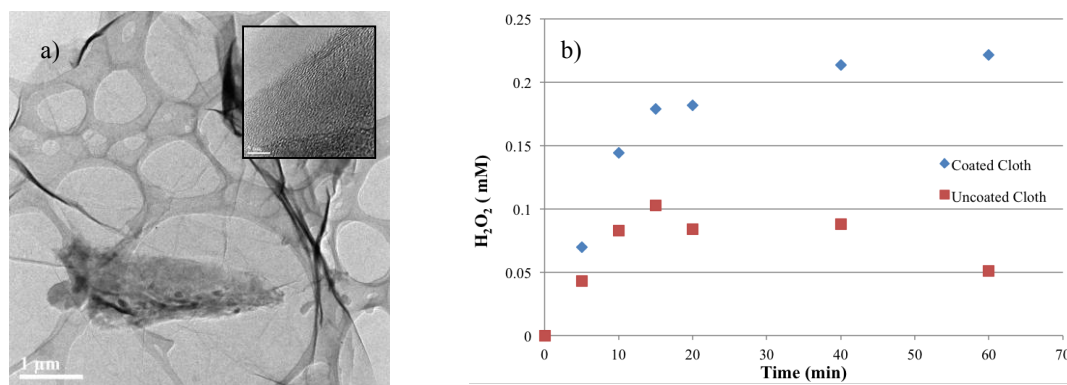 a)
1 μm
b)
H₂O₂ ( mM)
0.25
0.2
0.15
0.1
0.05
0
0 10 20 30 40 50 60 70
Time (min)
Coated Cloth
Uncoated Cloth